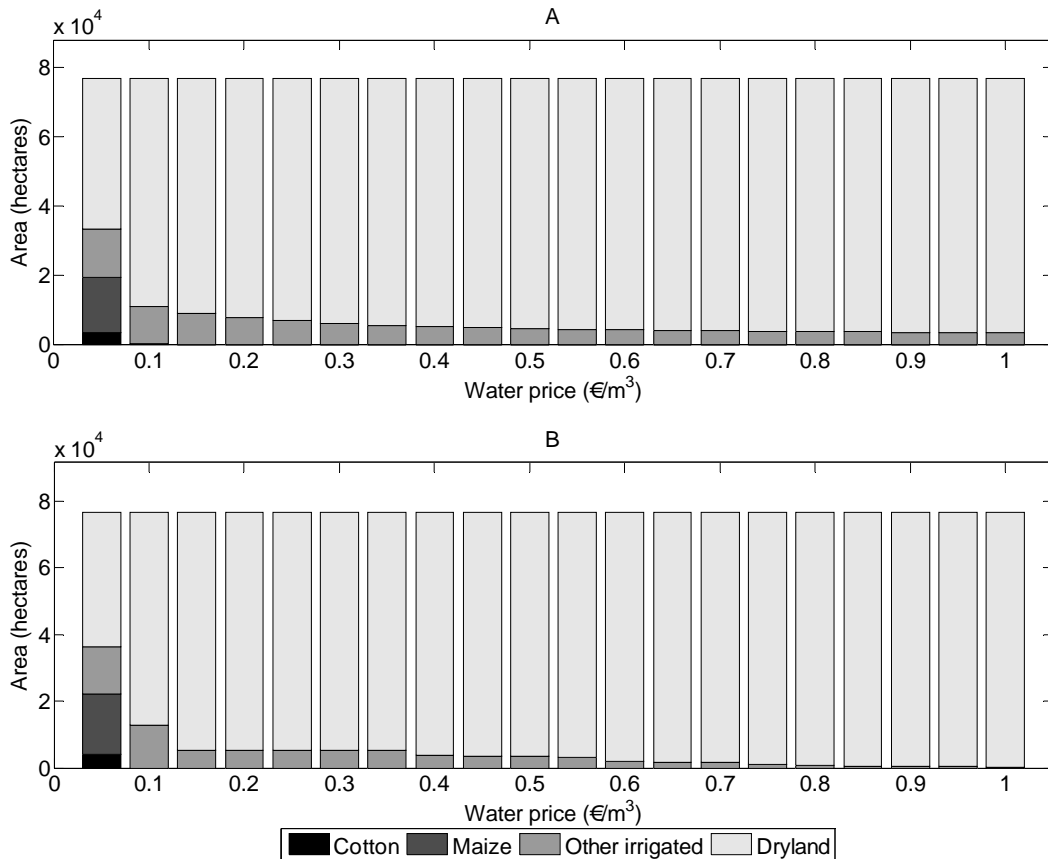 A
x 10^4
8
6
4
2
0
Area (hectares)
0 0.1 0.2 0.3 0.4 0.5 0.6 0.7 0.8 0.9 1
Water price (€/m^3)
B
x 10^4
8
6
4
2
0
Area (hectares)
0 0.1 0.2 0.3 0.4 0.5 0.6 0.7 0.8 0.9 1
Water price (€/m^3)
Cotton Maize Other irrigated Dryland